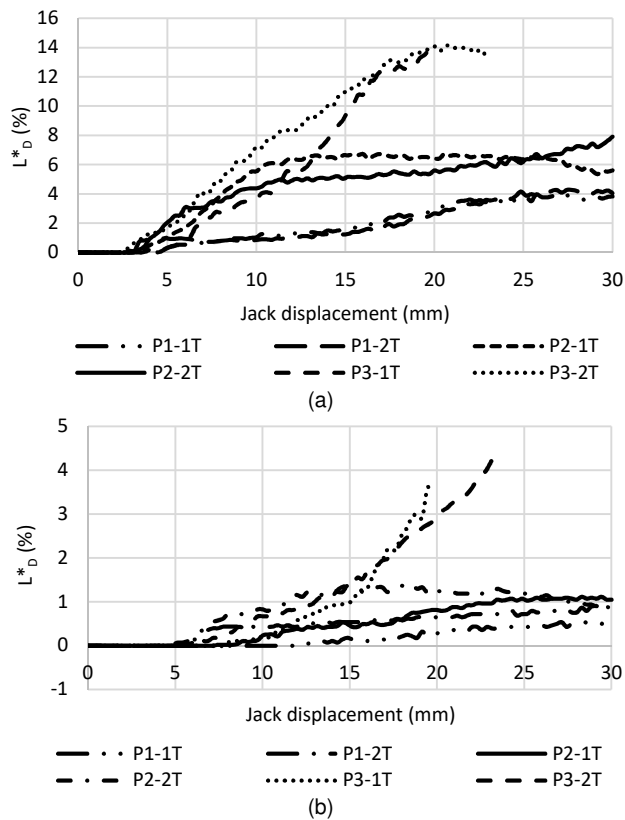 16
14
12
10
8
6
4
2
0
L*D (%)
0 5 10 15 20 25 30
Jack displacement (mm)
P1-1T P1-2T P2-1T
P2-2T P3-1T P3-2T
(a)
5
4
3
2
1
0
-1
L*D (%)
0 5 10 15 20 25 30
Jack displacement (mm)
P1-1T P1-2T P2-1T
P2-2T P3-1T P3-2T
(b)